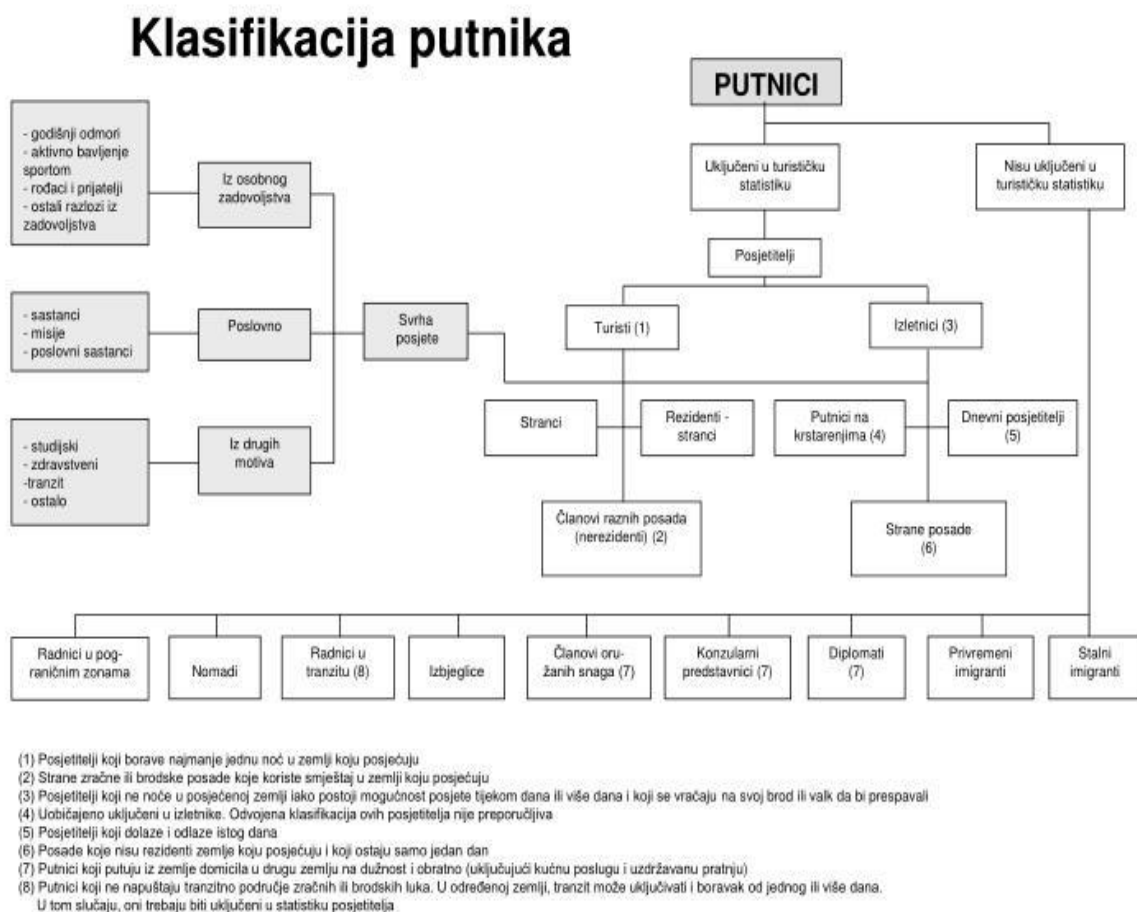 Klasifikacija putnika
PUTNICI
Uključeni u turističku
statistiku
Nisu uključeni u
turističku statistiku
Posjetitelji
Turisti (1)
Izletnici (3)
- godišnji odmori
- aktivno bavljenje
sportom
- rođaci i prijatelji
- ostali razlozi iz
zadovoljstva
Iz osobnog
zadovoljstva
- sastanci
- misije
- poslovni sastanci
Poslovno
Svrha
posjete
- studijski
- zdravstveni
-tranzit
- ostalo
Iz drugih
motiva
Stranci
Rezidenti -
stranci
Putnici na
krstarenjima (4)
Dnevni posjetitelji
(5)
Članovi raznih posada
(nerezidenti) (2)
Strane posade
(6)
Radnici u pog-
raničnim zonama
Nomadi
Radnici u
tranzitu (8)
Izbjeglice
Članovi oru-
žanih snaga (7)
Konzularni
predstavnici (7)
Diplomati
(7)
Privremeni
imigranti
Stalni
imigranti
(1) Posjetitelji koji borave najmanje jednu noć u zemlji koju posjećuju
(2) Strane zračne ili brodske posade koje koriste smještaj u zemlji koju posjećuju
(3) Posjetitelji koji ne noće u posjećenoj zemlji iako postoji mogućnost posjete tijekom dana ili više dana i koji se vraćaju na svoj brod ili valk da bi prespavali
(4) Uobičajeno uključeni u izletnike. Odvojena klasifikacija ovih posjetitelja nije preporučljiva
(5) Posjetitelji koji dolaze i odlaze istog dana
(6) Posade koje nisu rezidenti zemlje koju posjećuju i koji ostaju samo jedan dan
(7) Putnici koji putuju iz zemlje domicila u drugu zemlju na dužnost i obratno (uključujući kućnu poslugu i uzdržavanu pratnju)
(8) Putnici koji ne napuštaju tranzitno područje zračnih ili brodskih luka. U određenoj zemlji, tranzit može uključivati i boravak od jednog ili više dana.
U tom slučaju, oni trebaju biti uključeni u statistiku posjetitelja